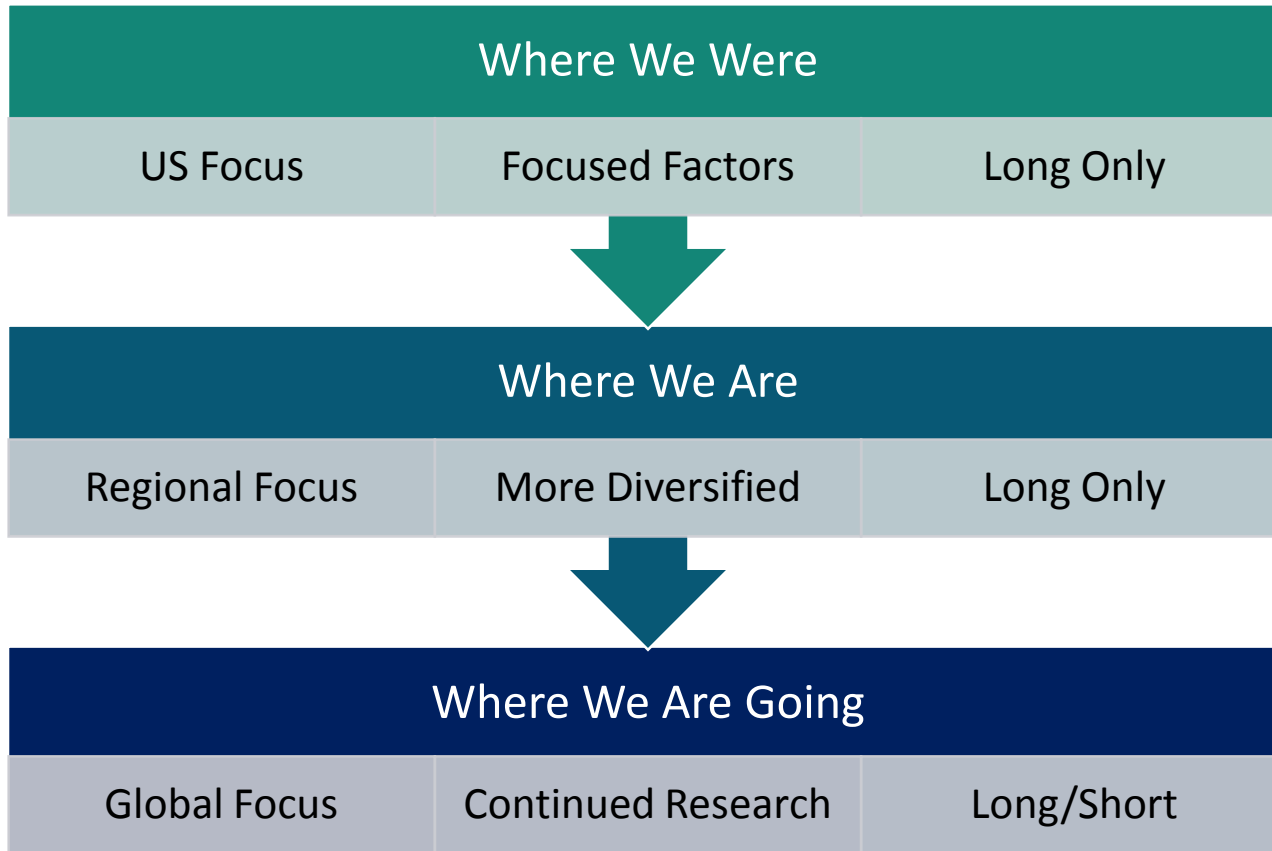 Where We Were
US Focus Focused Factors Long Only
Where We Are
Regional Focus More Diversified Long Only
Where We Are Going
Global Focus Continued Research Long/Short